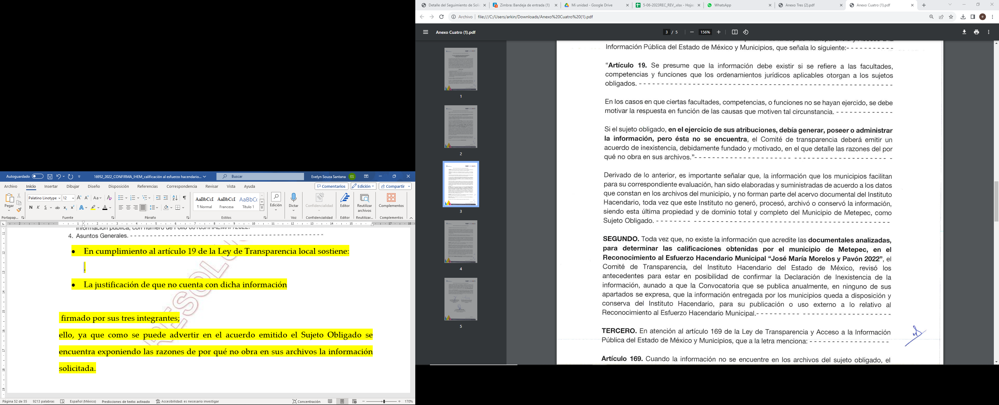 Autoguardado
16952_2022_CONFIRMA_IHEM_calificación al esfuerzo hacendario...
Buscar
Evelyn Souza Santana
ES
Archivo Inicio Insertar Dibujar Diseño Disposición Referencias Correspondencia Revisar Vista Ayuda
Comentarios Edición Compartir
Pegar
Palatino Linotype 12
N K S ab x₂ x²
AaBbCcI AaBbCcI AaBbCc
¶ Normal Francesa Título 1
Edición Dictar Confidencialidad Editor Reutilizar archivos Complementos
Portapap... Fuente Párrafo Estilos Voz Confidencialidad Editor Reutilizar... Complementos
4. Asuntos Generales. - - - - - - - - - - - - - - - - - - - - - - - - - - - - - - - - - - - - - - - - - -
• En cumplimiento al artículo 19 de la Ley de Transparencia local sostiene:
.
• La justificación de que no cuenta con dicha información
firmado por sus tres integrantes;
ello, ya que como se puede advertir en el acuerdo emitido el Sujeto Obligado se
encuentra exponiendo las razones de por qué no obra en sus archivos la información
solicitada.
Página 52 de 55 9213 palabras Español (México) Predicciones de texto: activado Accesibilidad: es necesario investigar Concentración 170%
Detalle del Seguimiento de Solic
Zimbra: Bandeja de entrada (1)
Mi unidad - Google Drive
5-06-2023REC_REV_.xlsx - Hojas
WhatsApp
Anexo Tres (2).pdf
Anexo Cuatro (1).pdf
Archivo file:///C:/Users/arkin/Downloads/Anexo%20Cuatro%20(1).pdf
e
Anexo Cuatro (1).pdf
3 / 5 156%
1
2
3
4
5
Información Pública del Estado de México y Municipios, que señala lo siguiente:- - - - - - - - - - -
“Artículo 19. Se presume que la información debe existir si se refiere a las facultades,
competencias y funciones que los ordenamientos jurídicos aplicables otorgan a los sujetos
obligados. - - - - - - - - - - - - - - - - - - - - - - - - - - - - - - - - - - - - - - - - - - - - - - - - - - - - - - - -
En los casos en que ciertas facultades, competencias, o funciones no se hayan ejercido, se debe
motivar la respuesta en función de las causas que motiven tal circunstancia. - - - - - - - - - - - - -
Si el sujeto obligado, en el ejercicio de sus atribuciones, debía generar, poseer o administrar
la información, pero ésta no se encuentra, el Comité de transparencia deberá emitir un
acuerdo de inexistencia, debidamente fundado y motivado, en el que detalle las razones del por
qué no obra en sus archivos.”- - - - - - - - - - - - - - - - - - - - - - - - - - - - - - - - - - - - - - - - - - -
Derivado de lo anterior, es importante señalar que, la información que los municipios facilitan
para su correspondiente evaluación, han sido elaboradas y suministradas de acuerdo a los datos
que constan en los archivos del municipio, y no forman parte del acervo documental del Instituto
Hacendario, toda vez que este Instituto no generó, procesó, archivó o conservó la información,
siendo esta última propiedad y de dominio total y completo del Municipio de Metepec, como
Sujeto Obligado. - - - - - - - - - - - - - - - - - - - - - - - - - - - - - - - - - - - - - - - - - - - - - - - - - - - -
SEGUNDO. Toda vez que, no existe la información que acredite las documentales analizadas,
para determinar las calificaciones obtenidas por el municipio de Metepec, en el
Reconocimiento al Esfuerzo Hacendario Municipal “José María Morelos y Pavón 2022”, el
Comité de Transparencia, del Instituto Hacendario del Estado de México, revisó los
antecedentes para estar en posibilidad de confirmar la Declaración de Inexistencia de la
información, aunado a que la Convocatoria que se publica anualmente, en ninguno de sus
apartados se expresa, que la información entregada por los municipios queda a disposición y
conserva del Instituto Hacendario, para su publicación o uso externo a lo relativo al
Reconocimiento al Esfuerzo Hacendario Municipal.- - - - - - - - - - - - - - - - - - - - - - - - - - - - -
TERCERO. En atención al artículo 169 de la Ley de Transparencia y Acceso a la Información
Pública del Estado de México y Municipios, que a la letra menciona: - - - - - - - - - - - - - - - - - -
Artículo 169. Cuando la información no se encuentre en los archivos del sujeto obligado, el